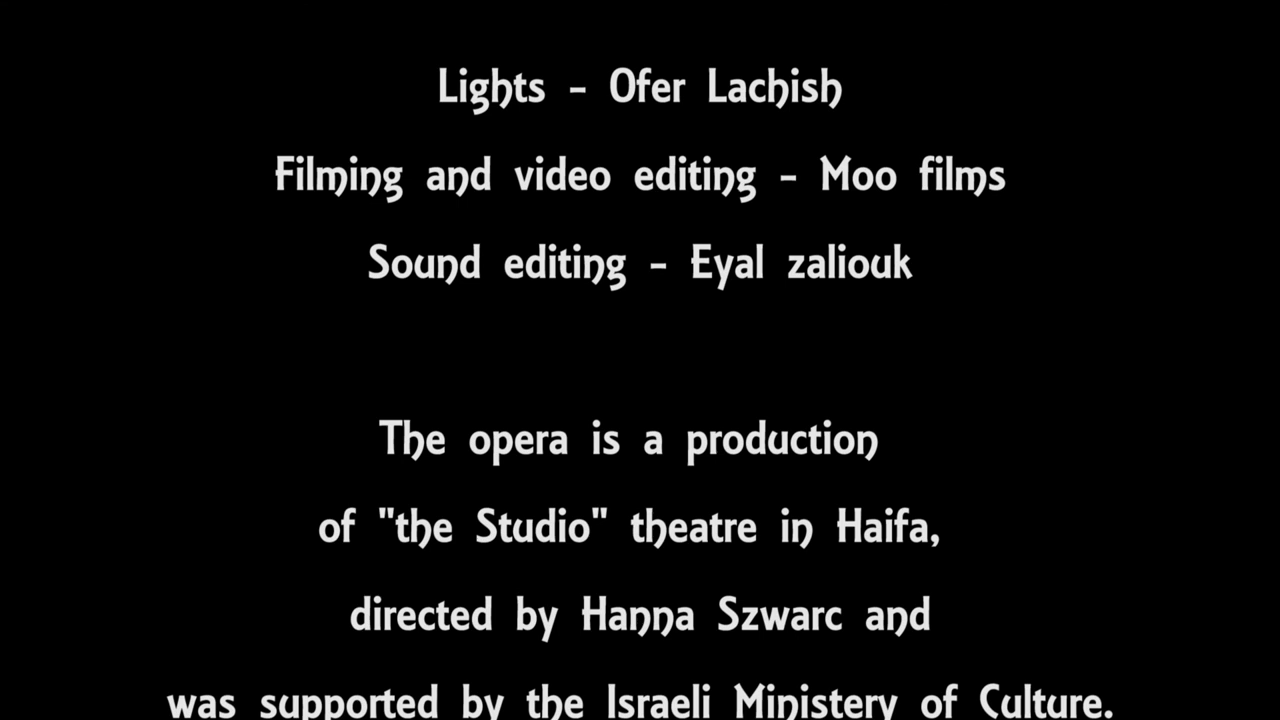 Lights - Ofer Lachish
Filming and video editing - Moo films
Sound editing - Eyal zaliouk
The opera is a production
of "the Studio" theatre in Haifa,
directed by Hanna Szwarc and
was supported by the Israeli Ministery of Culture.